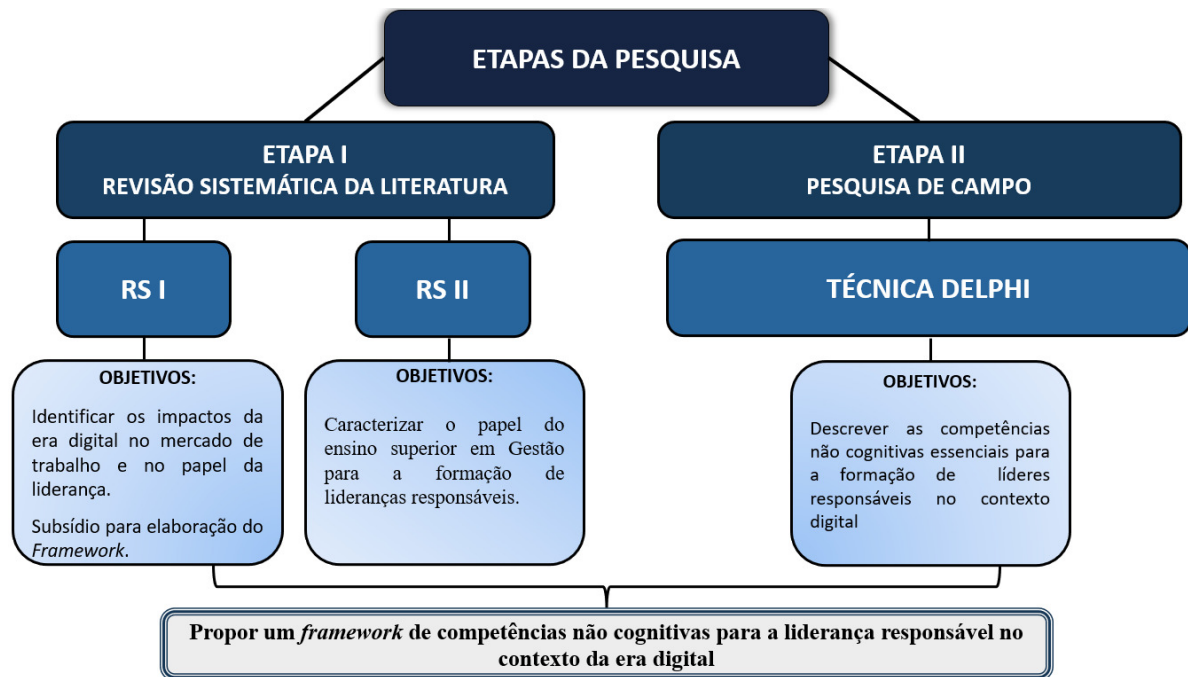 ETAPAS DA PESQUISA
ETAPA I
REVISÃO SISTEMÁTICA DA LITERATURA
ETAPA II
PESQUISA DE CAMPO
RS I
RS II
TÉCNICA DELPHI
OBJETIVOS:
Identificar os impactos da
era digital no mercado de
trabalho e no papel da
liderança.
Subsídio para elaboração do
Framework.
OBJETIVOS:
Caracterizar o papel do
ensino superior em Gestão
para a formação de
lideranças responsáveis.
OBJETIVOS:
Descrever as competências
não cognitivas essenciais para
a formação de líderes
responsáveis no contexto
digital
Propor um framework de competências não cognitivas para a liderança responsável no
contexto da era digital